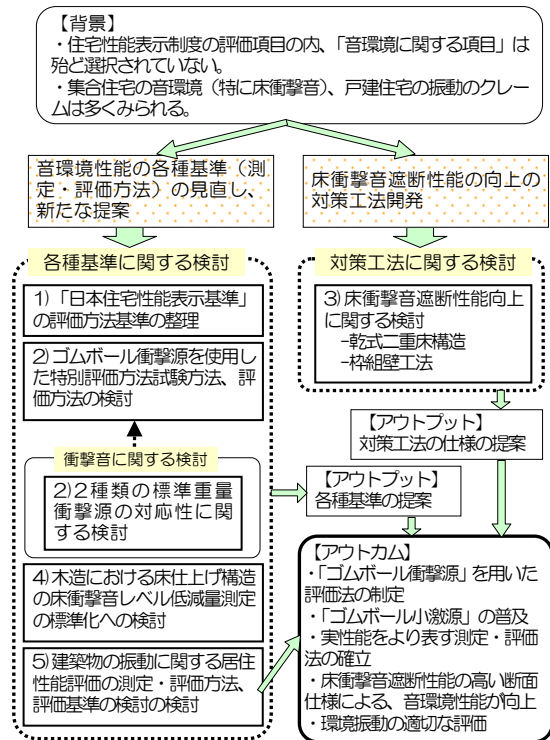 【背景】
・住宅性能表示制度の評価項目の内、「音環境に関する項目」は
殆ど選択されていない。
・集合住宅の音環境(特に床衝撃音)、戸建住宅の振動のクレー
ムは多くみられる。
音環境性能の各種基準(測
定・評価方法)の見直し、
新たな提案
床衝撃音遮断性能の向上の
対策工法開発
各種基準に関する検討
1)「日本住宅性能表示基準」
の評価方法基準の整理
2)ゴムボール衝撃源を使用し
た特別評価方法試験方法、評
価方法の検討
衝撃音に関する検討
2)2種類の標準重量
衝撃源の対応性に関
する検討
4)木造における床仕上げ構造
の床衝撃音レベル低減量測定
の標準化への検討
5)建築物の振動に関する居住
性能評価の測定・評価方法、
評価基準の検討の検討
対策工法に関する検討
3)床衝撃音遮断性能向上
に関する検討
-乾式二重床構造
-枠組壁工法
【アウトプット】
対策工法の仕様の提案
【アウトプット】
各種基準の提案
【アウトカム】
・「ゴムボール衝撃源」を用いた
評価法の制定
・「ゴムボール小激源」の普及
・実性能をより表す測定・評価
法の確立
・床衝撃音遮断性能の高い断面
仕様による、音環境性能が向上
・環境振動の適切な評価